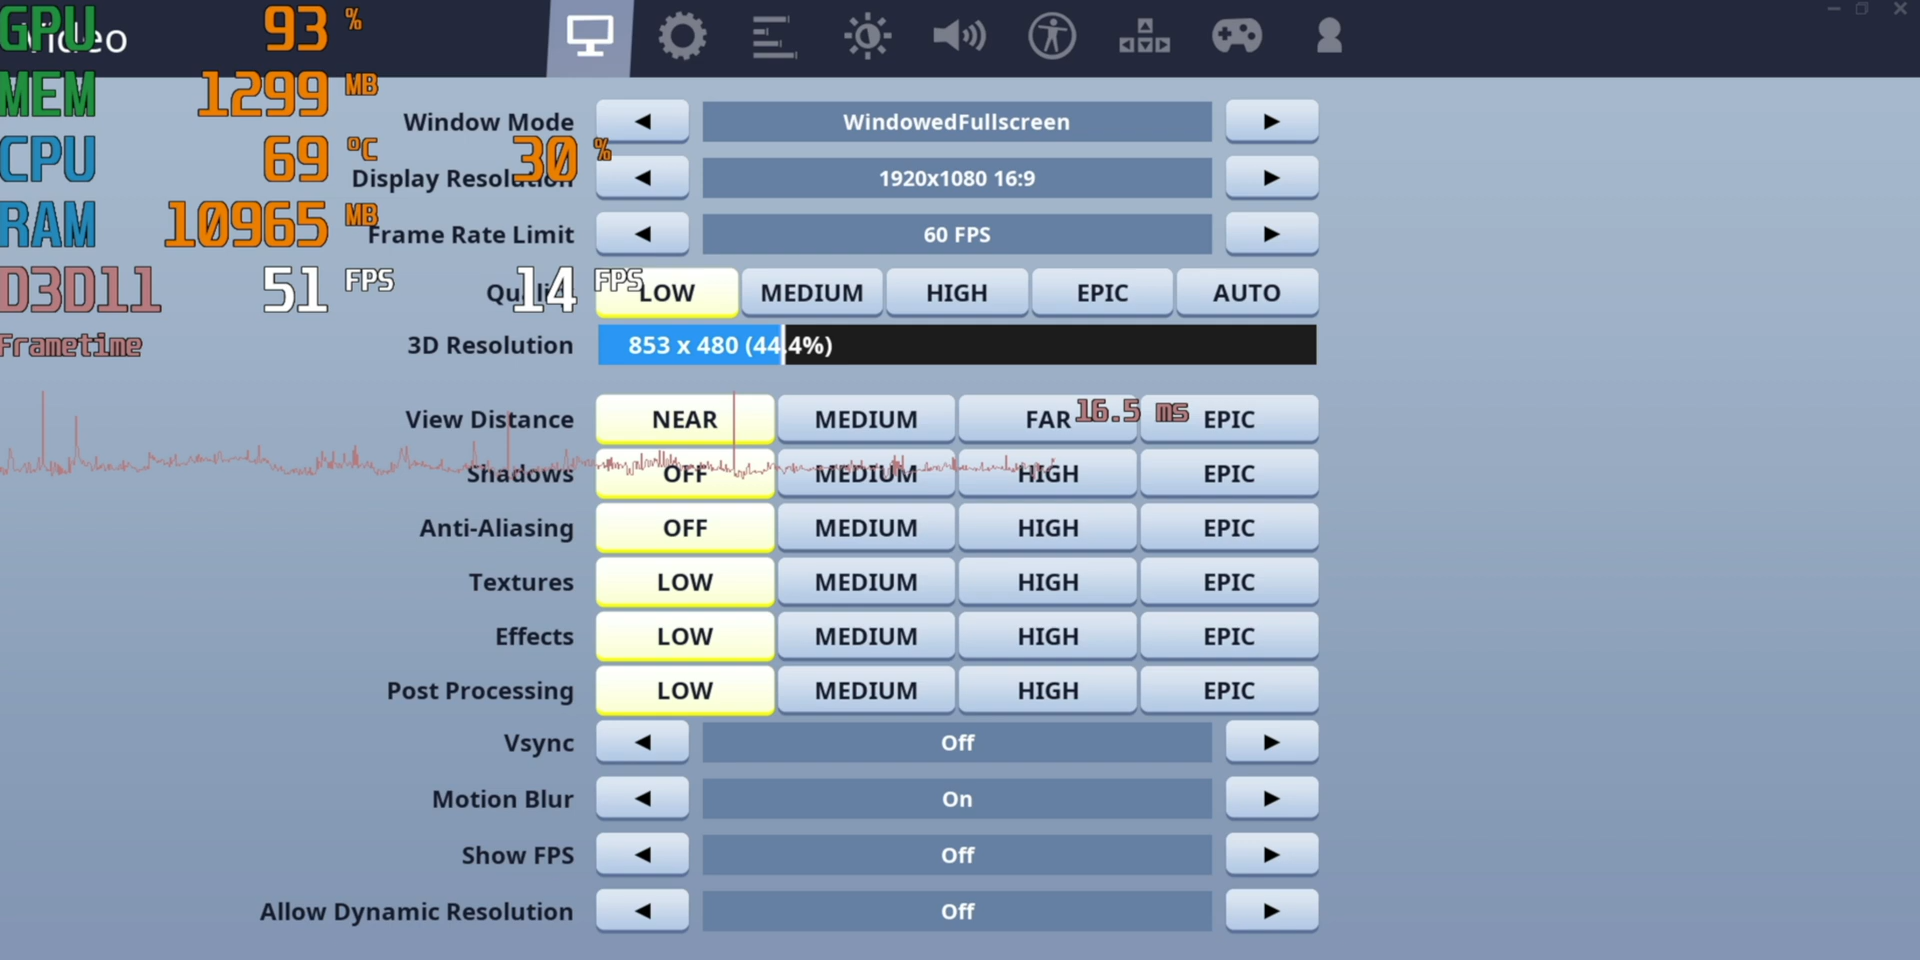 Video
GPU 93 %
MEM 1299 MB
Window Mode WindowedFullscreen
CPU 69 °C 30 %
Display Resolution 1920x1080 16:9
RAM 10965 MB
Frame Rate Limit 60 FPS
D3D11 51 FPS 14 FPS
Quality LOW MEDIUM HIGH EPIC AUTO
Frametime
3D Resolution 853 x 480 (44.4%)
16.5 ms
View Distance NEAR MEDIUM FAR EPIC
Shadows OFF MEDIUM HIGH EPIC
Anti-Aliasing OFF MEDIUM HIGH EPIC
Textures LOW MEDIUM HIGH EPIC
Effects LOW MEDIUM HIGH EPIC
Post Processing LOW MEDIUM HIGH EPIC
Vsync Off
Motion Blur On
Show FPS Off
Allow Dynamic Resolution Off